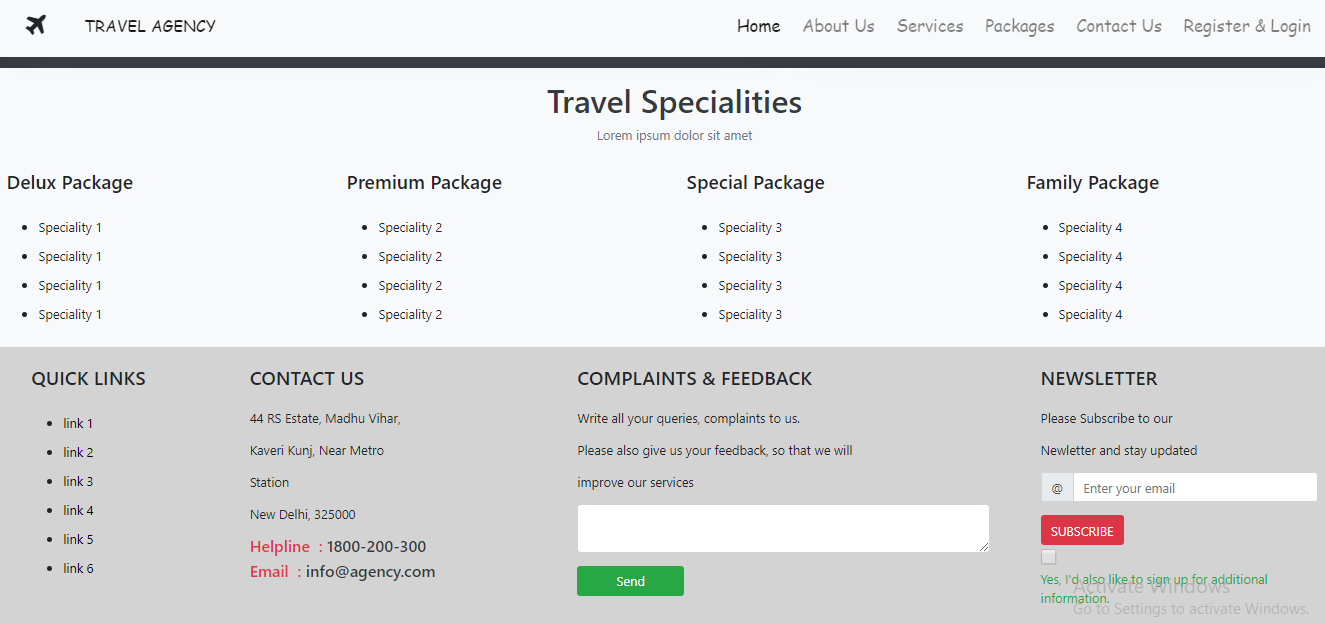 TRAVEL AGENCY
Home About Us Services Packages Contact Us Register & Login
Travel Specialities
Lorem ipsum dolor sit amet
Delux Package
Speciality 1
Speciality 1
Speciality 1
Speciality 1
Premium Package
Speciality 2
Speciality 2
Speciality 2
Speciality 2
Special Package
Speciality 3
Speciality 3
Speciality 3
Speciality 3
Family Package
Speciality 4
Speciality 4
Speciality 4
Speciality 4
QUICK LINKS
link 1
link 2
link 3
link 4
link 5
link 6
CONTACT US
44 RS Estate, Madhu Vihar,
Kaveri Kunj, Near Metro
Station
New Delhi, 325000
Helpline : 1800-200-300
Email : info@agency.com
COMPLAINTS & FEEDBACK
Write all your queries, complaints to us.
Please also give us your feedback, so that we will
improve our services
Send
NEWSLETTER
Please Subscribe to our
Newletter and stay updated
@ Enter your email
SUBSCRIBE
Yes, I'd also like to sign up for additional
information.
Activate Windows
Go to Settings to activate Windows.